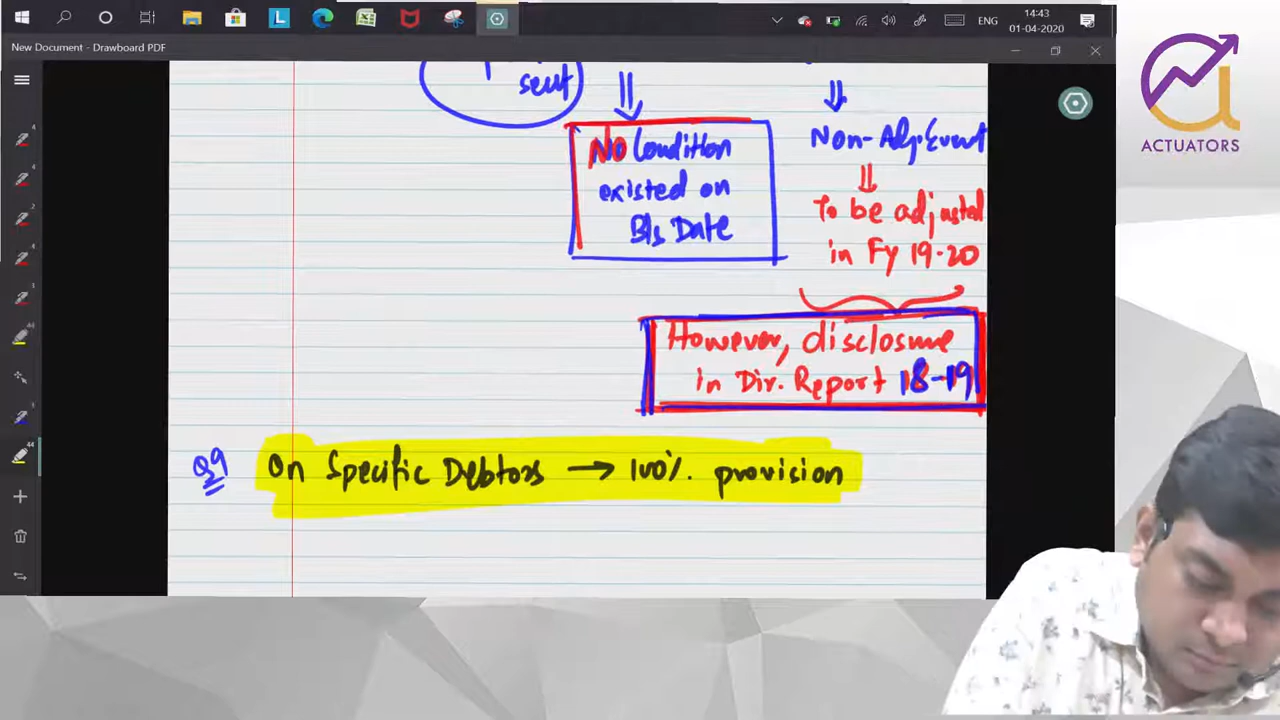 14:43
ENG
01-04-2020
New Document - Drawboard PDF
ACTUATORS
sent
No Condition
existed on
B/s Date
Non-Adj. Event
To be adjusted
in Fy 19-20
However, disclosure
in Dir. Report 18-19
Q9 On Specific Debtors → 100% provision